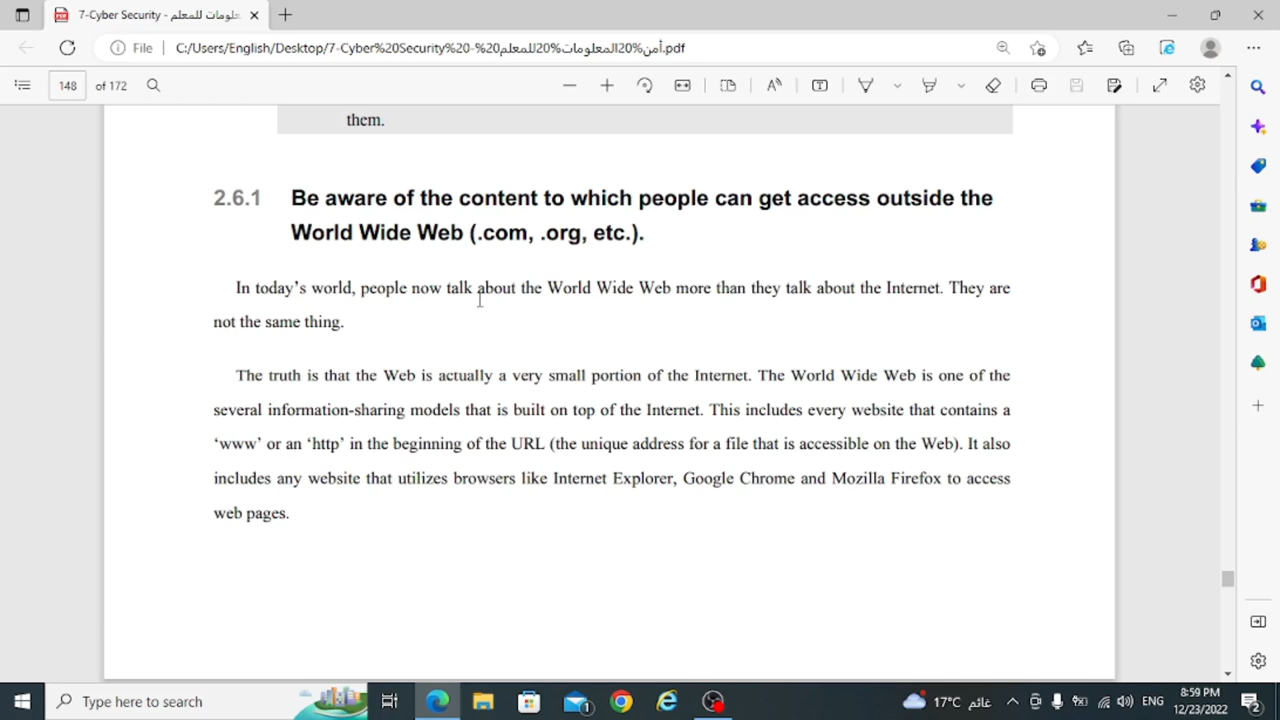 7-Cyber Security - أمن المعلومات للمعلم
File
C:/Users/English/Desktop/7-Cyber%20Security%20-%20أمن%20المعلومات%20للمعلم.pdf
148 of 172
them.
2.6.1 Be aware of the content to which people can get access outside the
World Wide Web (.com, .org, etc.).
In today’s world, people now talk about the World Wide Web more than they talk about the Internet. They are
not the same thing.
The truth is that the Web is actually a very small portion of the Internet. The World Wide Web is one of the
several information-sharing models that is built on top of the Internet. This includes every website that contains a
‘www’ or an ‘http’ in the beginning of the URL (the unique address for a file that is accessible on the Web). It also
includes any website that utilizes browsers like Internet Explorer, Google Chrome and Mozilla Firefox to access
web pages.
Type here to search
1
17°C غائم
ENG
8:59 PM
12/23/2022
2